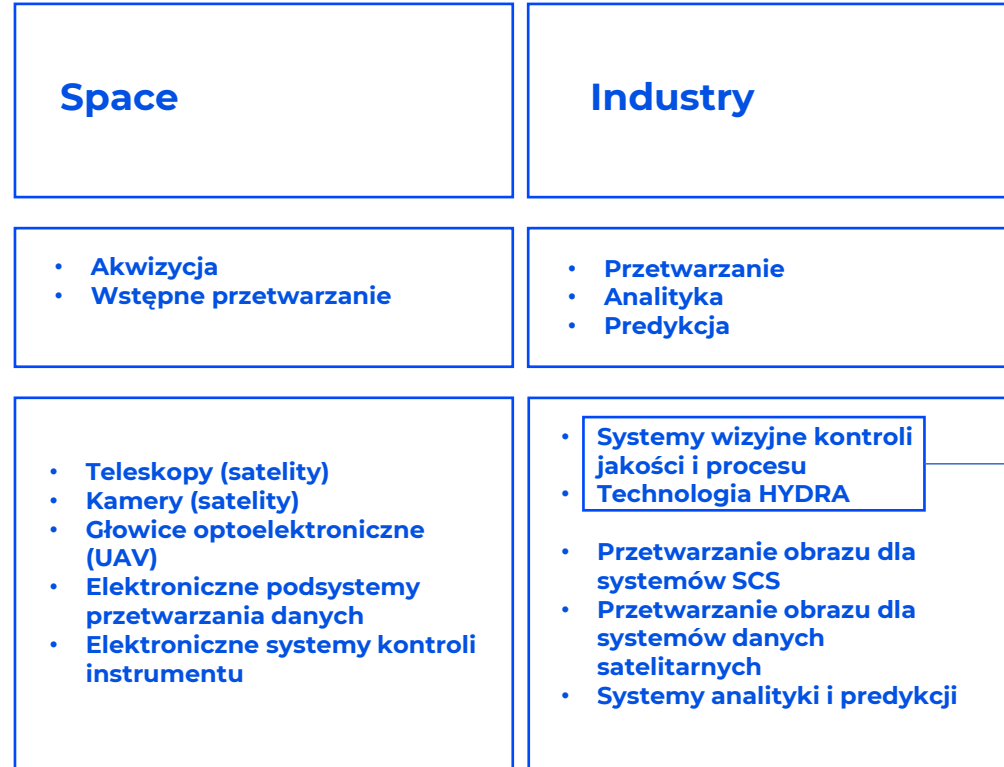 Space
Industry
• Akwizycja
• Wstępne przetwarzanie
• Przetwarzanie
• Analityka
• Predykcja
• Teleskopy (satelity)
• Kamery (satelity)
• Głowice optoelektroniczne
(UAV)
• Elektroniczne podsystemy
przetwarzania danych
• Elektroniczne systemy kontroli
instrumentu
• Systemy wizyjne kontroli
jakości i procesu
• Technologia HYDRA
• Przetwarzanie obrazu dla
systemów SCS
• Przetwarzanie obrazu dla
systemów danych
satelitarnych
• Systemy analityki i predykcji